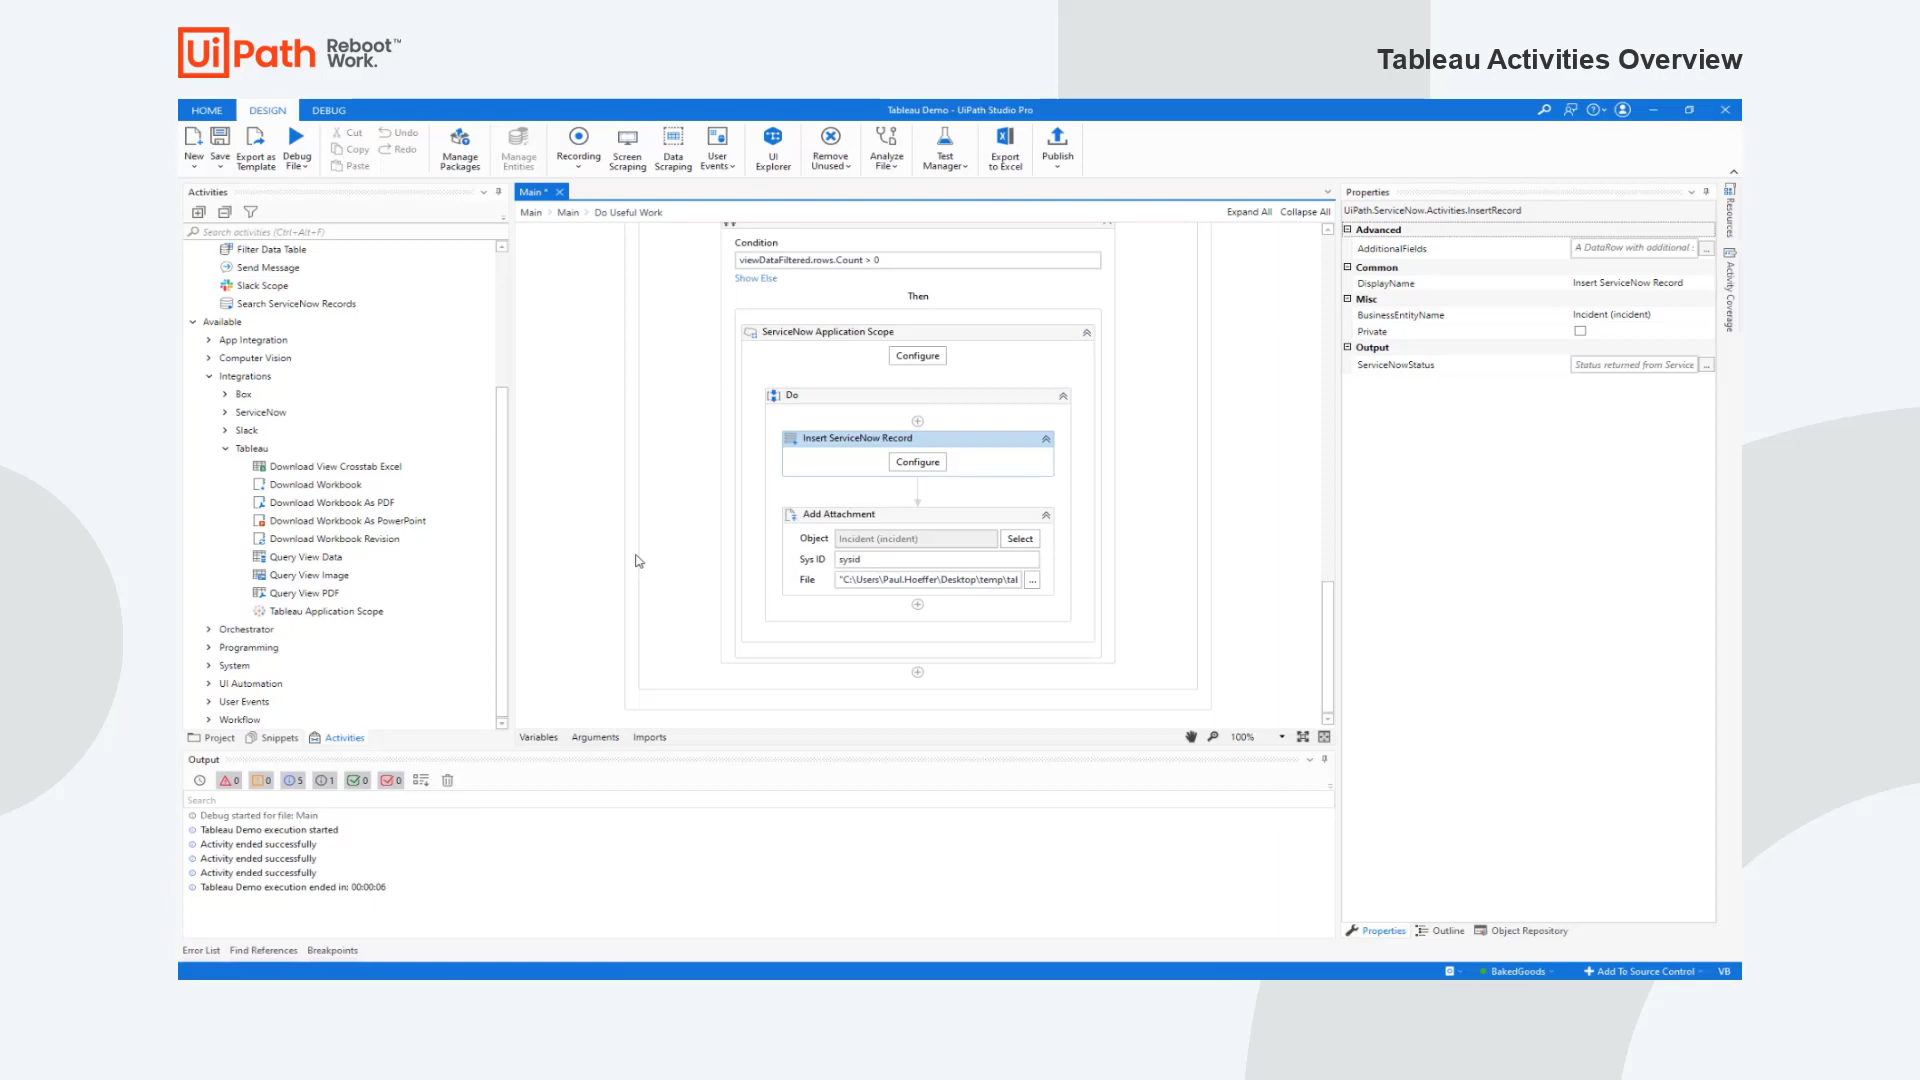 UiPath Reboot Work.™
Tableau Activities Overview
HOME DESIGN DEBUG
Tableau Demo - UiPath Studio Pro
New Save Export as Template Debug File
Cut Copy Paste Undo Redo
Manage Packages Manage Entities Recording Screen Scraping Data Scraping User Events UI Explorer Remove Unused Analyze File Test Manager Export to Excel Publish
Activities
Search activities (Ctrl+Alt+F)
Filter Data Table
Send Message
Slack Scope
Search ServiceNow Records
Available
App Integration
Computer Vision
Integrations
Box
ServiceNow
Slack
Tableau
Download View Crosstab Excel
Download Workbook
Download Workbook As PDF
Download Workbook As PowerPoint
Download Workbook Revision
Query View Data
Query View Image
Query View PDF
Tableau Application Scope
Orchestrator
Programming
System
UI Automation
User Events
Workflow
Project Snippets Activities
Main *
Main > Main > Do Useful Work
Expand All Collapse All
Condition
viewDataFiltered.rows.Count > 0
Show Else
Then
ServiceNow Application Scope
Configure
Do
Insert ServiceNow Record
Configure
Add Attachment
Object Incident (incident) Select
Sys ID sysid
File "C:\Users\Paul.Hoeffer\Desktop\temp\tal ...
Variables Arguments Imports
100%
Properties
UiPath.ServiceNow.Activities.InsertRecord
Advanced
AdditionalFields A DataRow with additional : ...
Common
DisplayName Insert ServiceNow Record
Misc
BusinessEntityName Incident (incident)
Private
Output
ServiceNowStatus Status returned from Service ...
Resources
Activity Coverage
Properties Outline Object Repository
Output
0 0 5 1 0 0
Search
Debug started for file: Main
Tableau Demo execution started
Activity ended successfully
Activity ended successfully
Activity ended successfully
Tableau Demo execution ended in: 00:00:06
Error List Find References Breakpoints
BakedGoods Add To Source Control VB